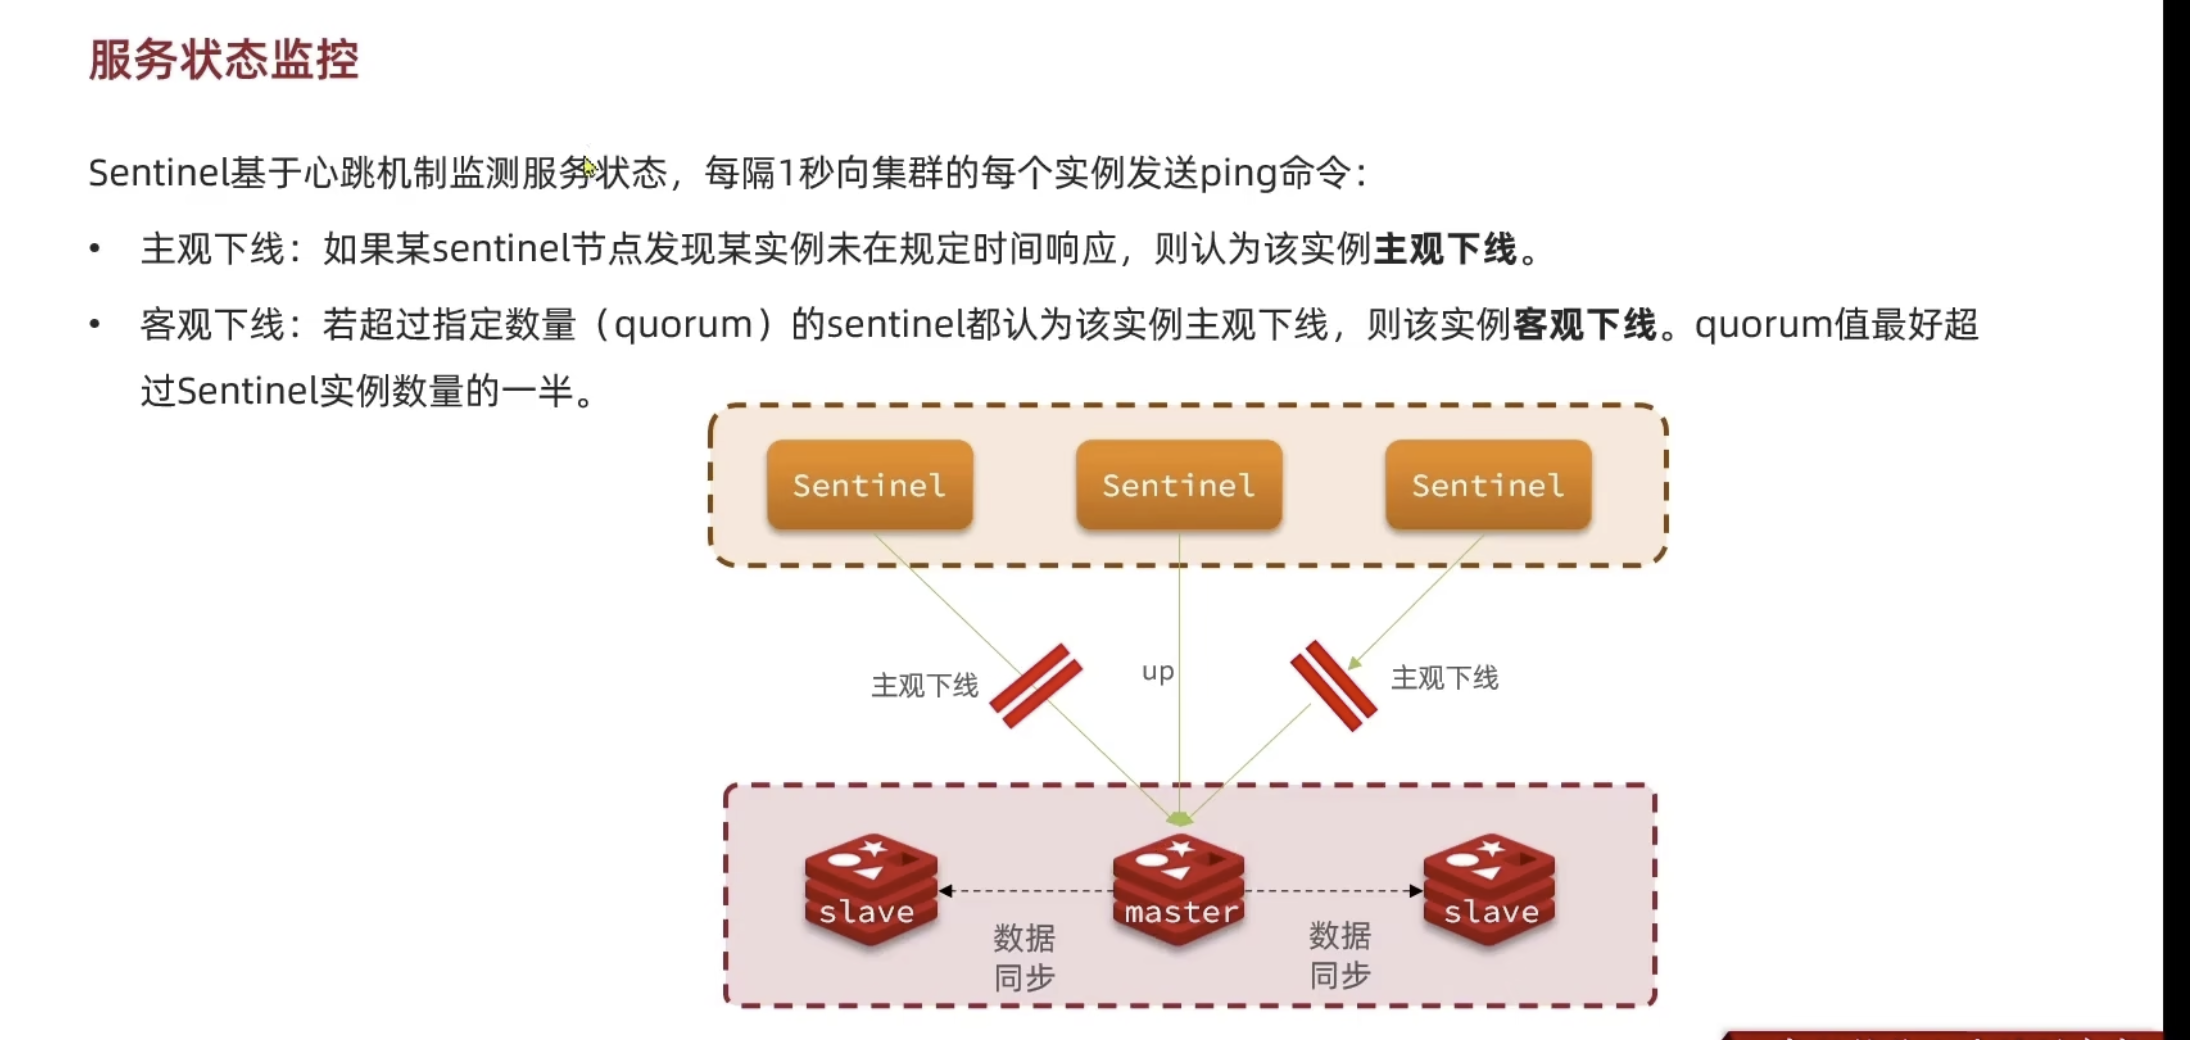 服务状态监控
Sentinel基于心跳机制监测服务状态，每隔1秒向集群的每个实例发送ping命令：
• 主观下线：如果某sentinel节点发现某实例未在规定时间响应，则认为该实例主观下线。
• 客观下线：若超过指定数量（quorum）的sentinel都认为该实例主观下线，则该实例客观下线。quorum值最好超
过Sentinel实例数量的一半。
Sentinel
Sentinel
Sentinel
主观下线
up
主观下线
slave
master
slave
数据
同步
数据
同步